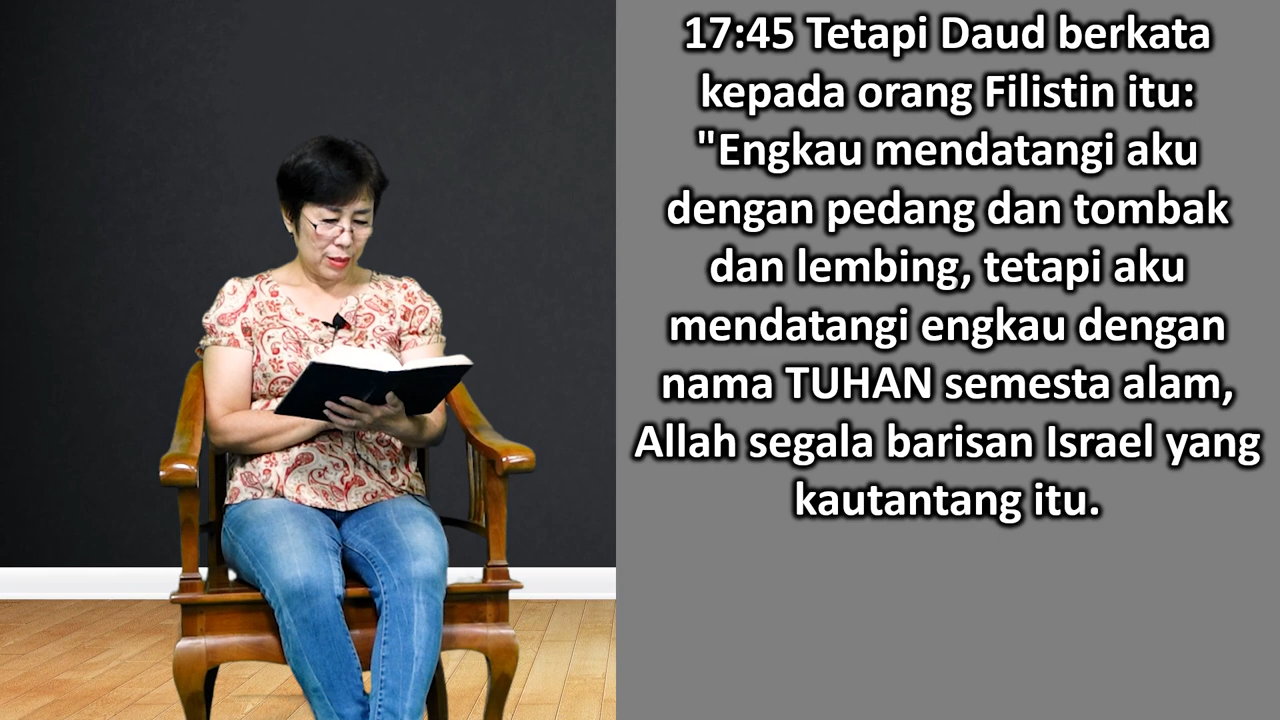 17:45 Tetapi Daud berkata
kepada orang Filistin itu:
"Engkau mendatangi aku
dengan pedang dan tombak
dan lembing, tetapi aku
mendatangi engkau dengan
nama TUHAN semesta alam,
Allah segala barisan Israel yang
kautantang itu.